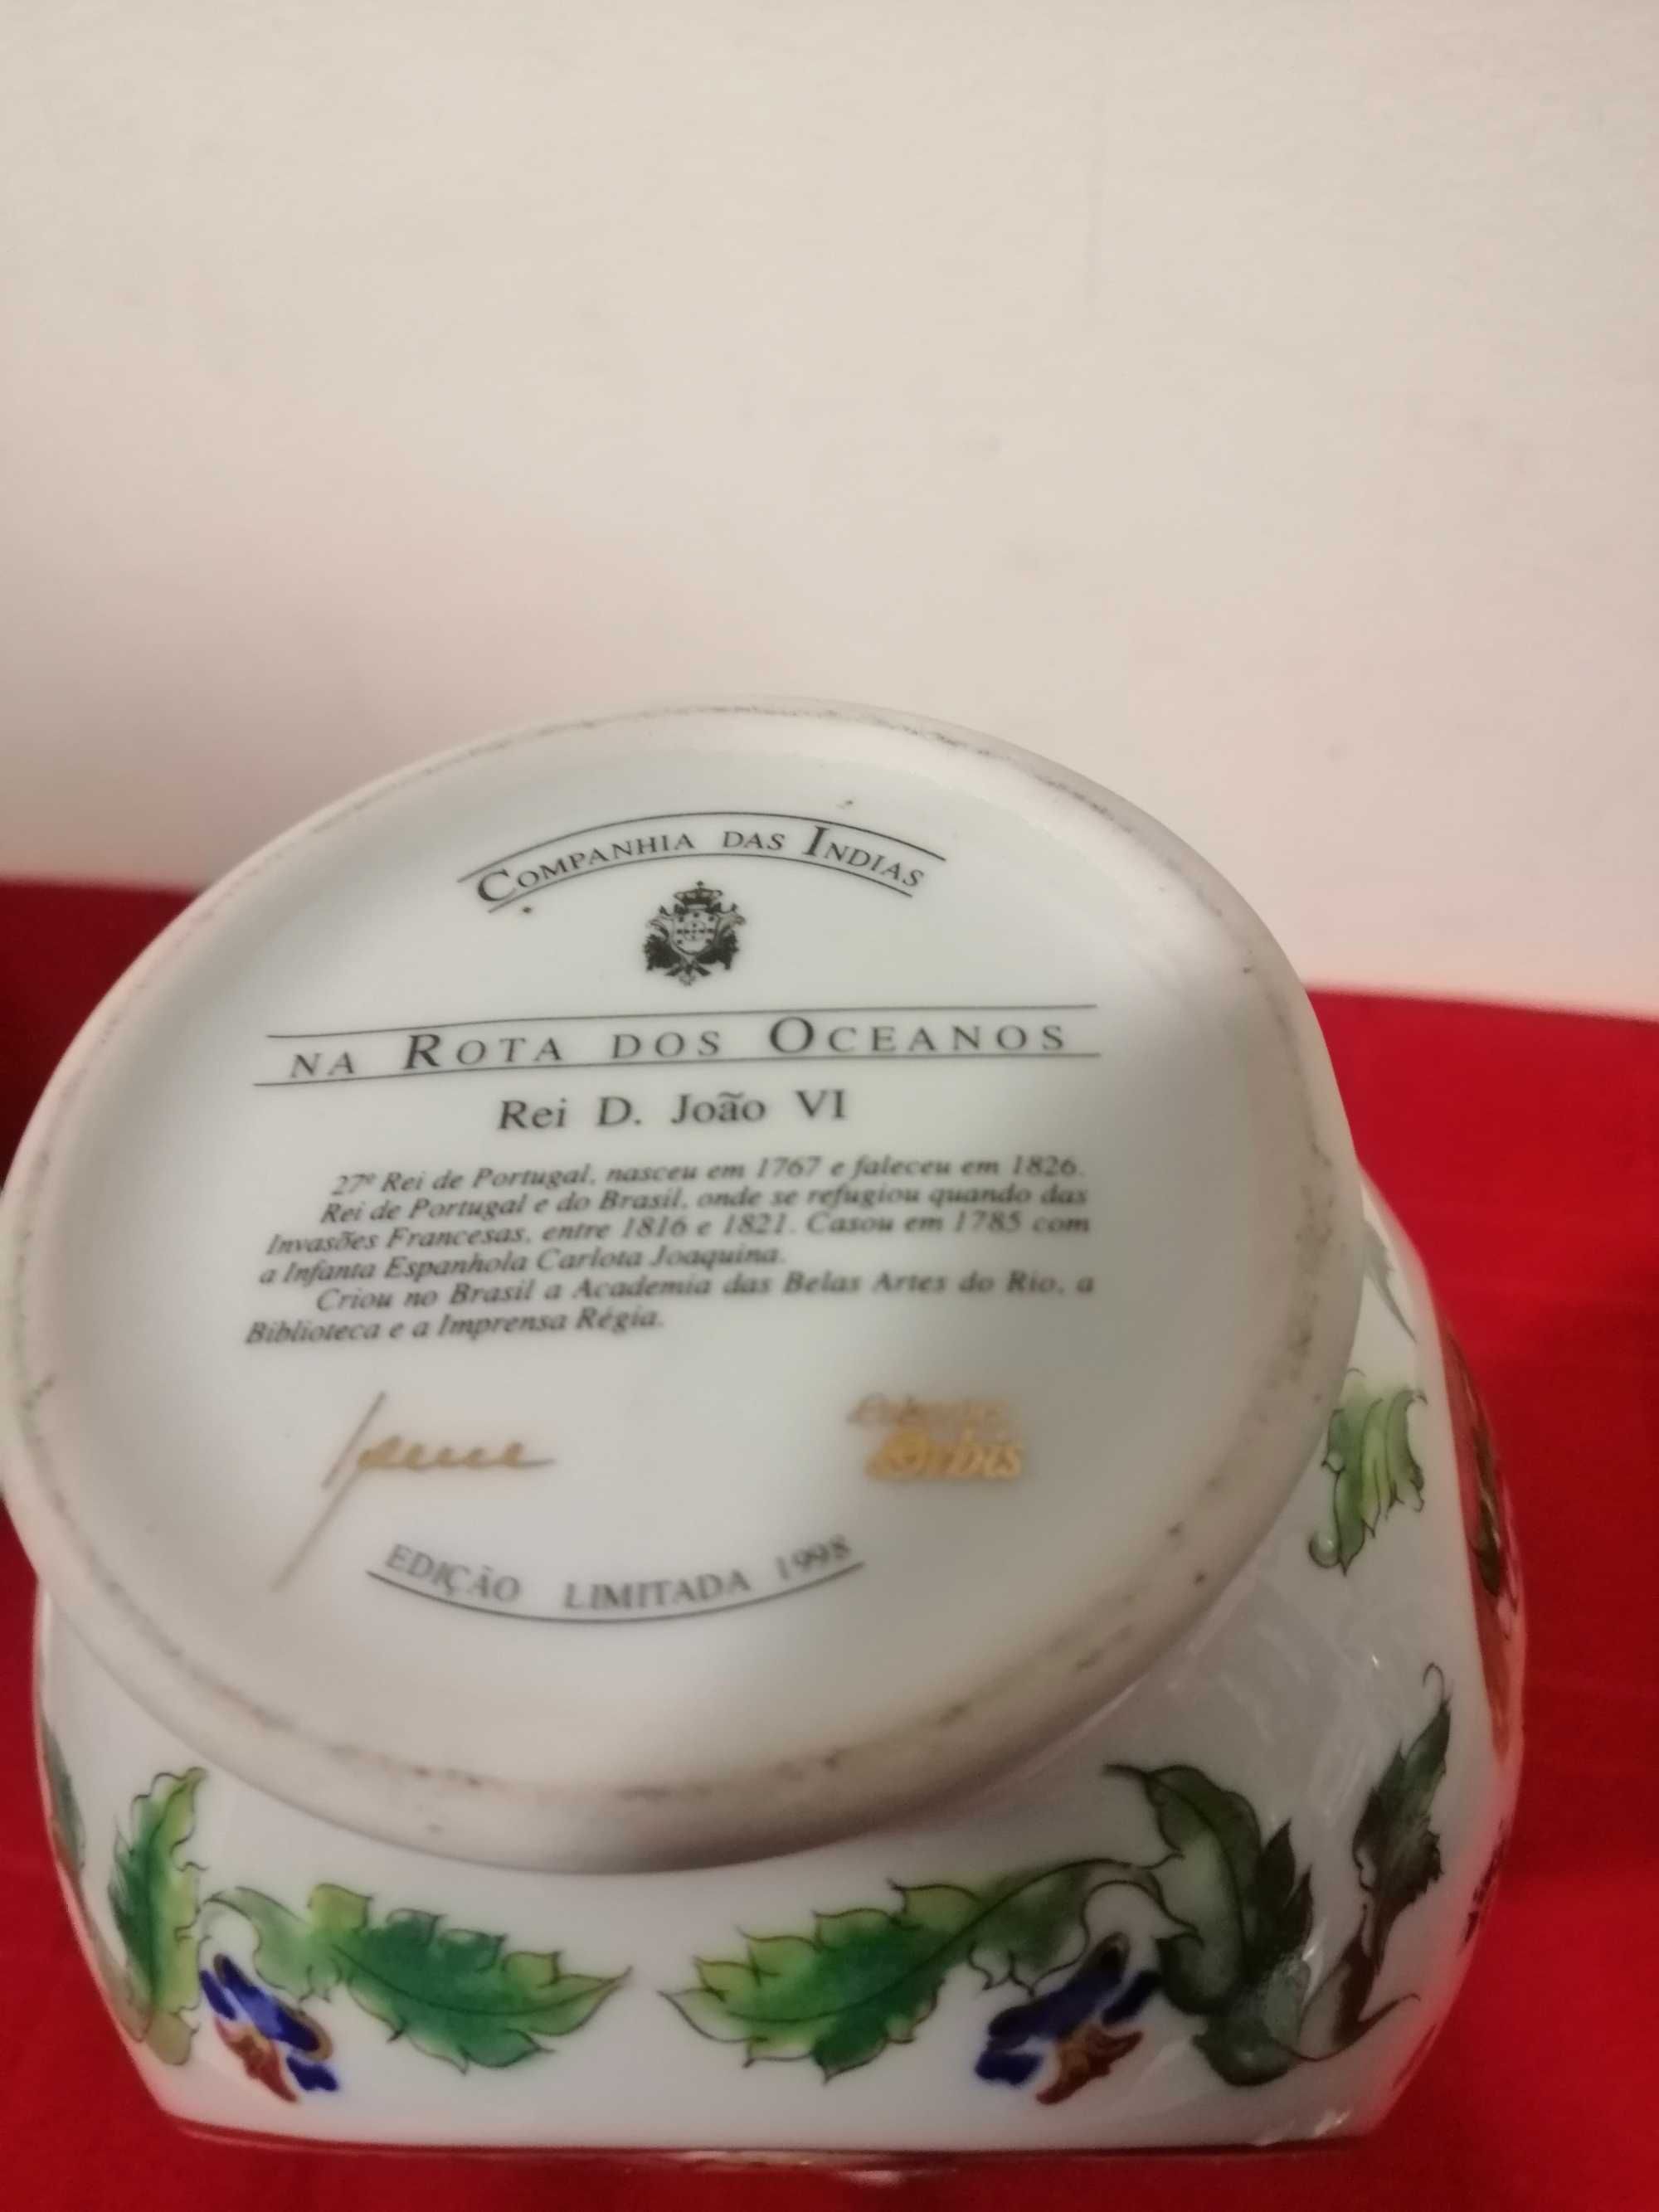 COMPANHIA DAS INDIAS
NA ROTA DOS OCEANOS
Rei D. João VI
27º Rei de Portugal, nasceu em 1767 e faleceu em 1826.
Rei de Portugal e do Brasil, onde se refugiou quando das
Invasões Francesas, entre 1816 e 1821. Casou em 1785 com
a Infanta Espanhola Carlota Joaquina.
Criou no Brasil a Academia das Belas Artes do Rio, a
Biblioteca e a Imprensa Régia.
Orbis
EDIÇÃO LIMITADA 1998